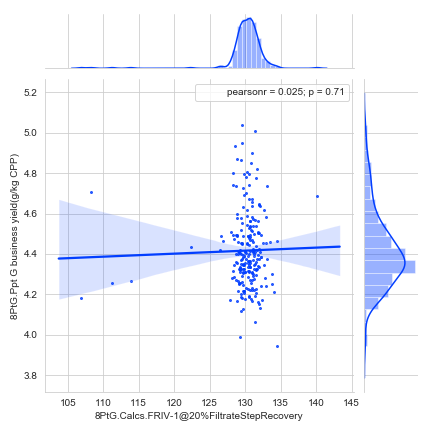 pearsonr = 0.025; p = 0.71
5.2
5.0
4.8
4.6
4.4
4.2
4.0
3.8
8PtG.Ppt G business yield(g/kg CPP)
105 110 115 120 125 130 135 140 145
8PtG.Calcs.FRIV-1@20%FiltrateStepRecovery